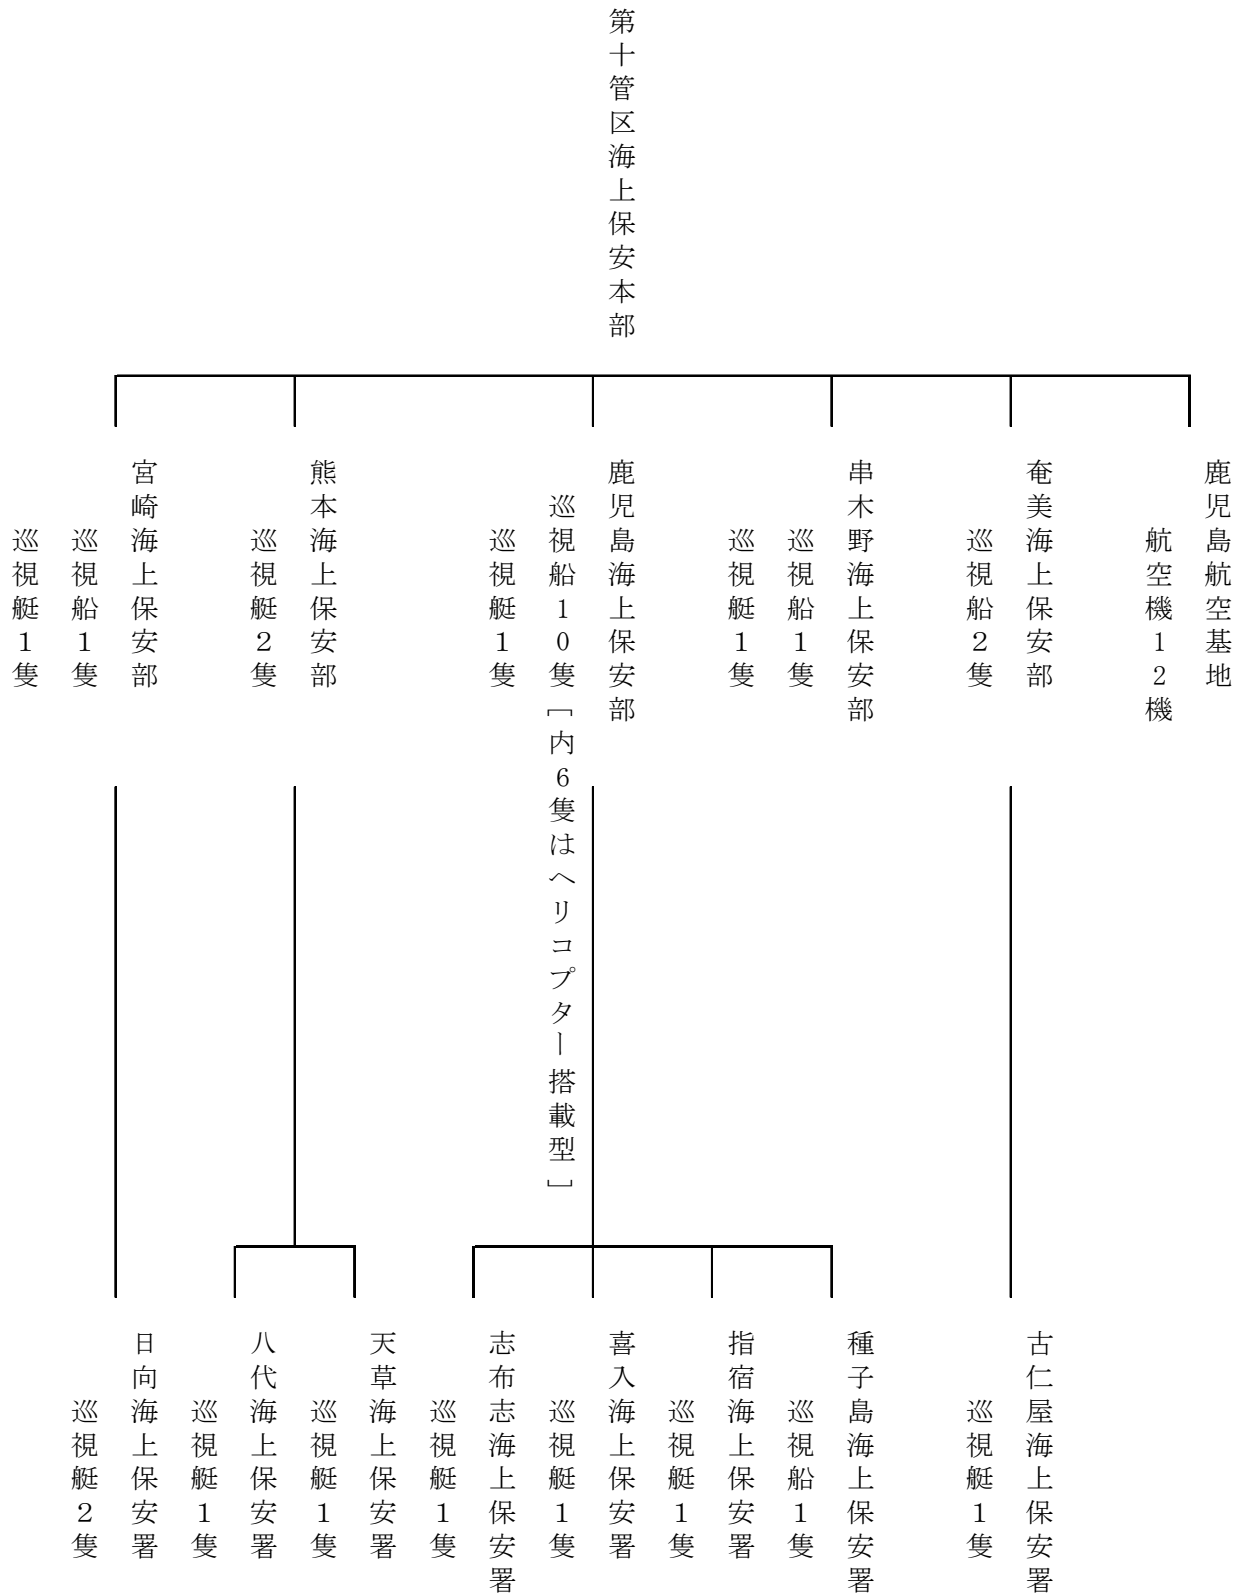 第十管区海上保安本部
鹿児島航空基地
航空機12機
奄美海上保安部
巡視船2隻
古仁屋海上保安署
巡視艇1隻
串木野海上保安部
巡視船1隻
巡視艇1隻
鹿児島海上保安部
巡視船10隻［内6隻はヘリコプター搭載型］
巡視艇1隻
種子島海上保安署
巡視船1隻
指宿海上保安署
巡視艇1隻
喜入海上保安署
巡視艇1隻
志布志海上保安署
巡視艇1隻
熊本海上保安部
巡視艇2隻
天草海上保安署
巡視艇1隻
八代海上保安署
巡視艇1隻
宮崎海上保安部
巡視船1隻
巡視艇1隻
日向海上保安署
巡視艇2隻